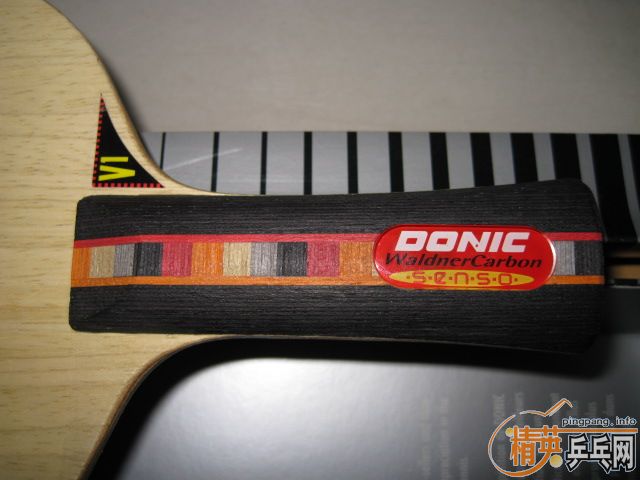 V1
DONIC
WaldnerCarbon
s·e·n·s·o
pingpang.info
精英乒乓网